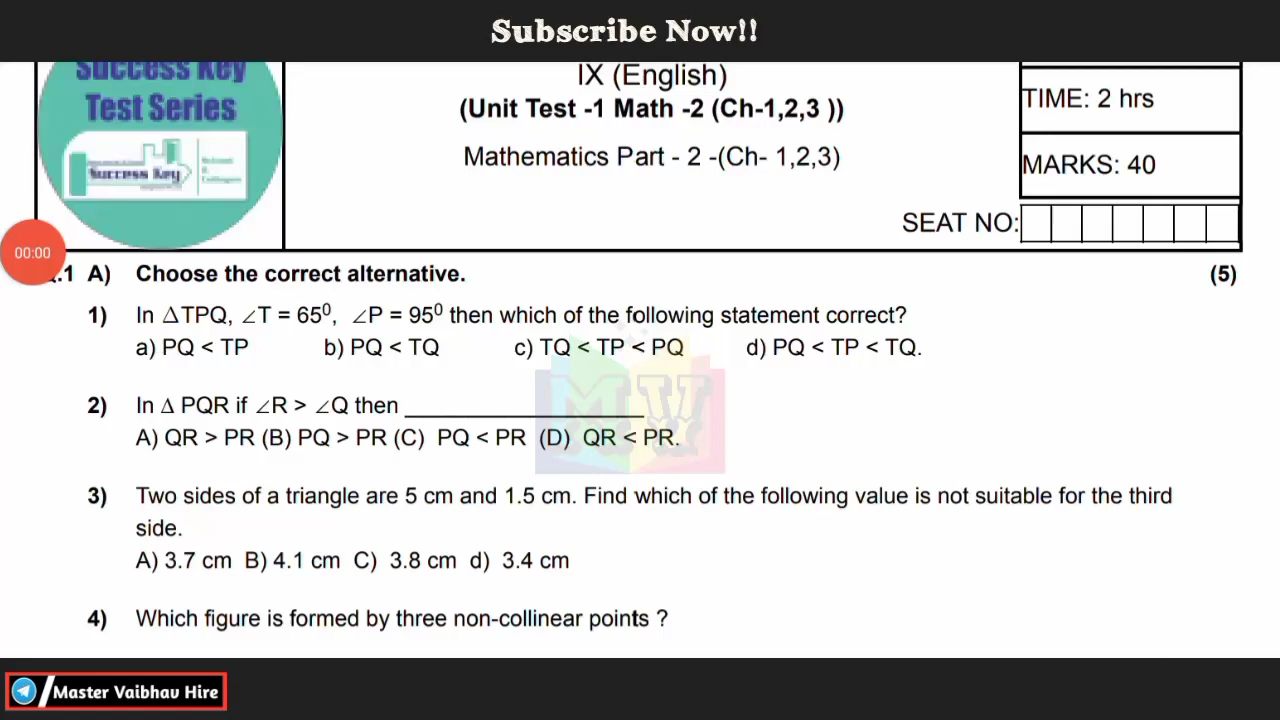 Subscribe Now!!
Success Key
Test Series
Success Key
IX (English)
(Unit Test -1 Math -2 (Ch-1,2,3 ))
Mathematics Part - 2 -(Ch- 1,2,3)
TIME: 2 hrs
MARKS: 40
SEAT NO:
00:00
.1 A) Choose the correct alternative. (5)
1) In ΔTPQ, ∠T = 65⁰, ∠P = 95⁰ then which of the following statement correct?
a) PQ < TP b) PQ < TQ c) TQ < TP < PQ d) PQ < TP < TQ.
2) In Δ PQR if ∠R > ∠Q then ____________________
A) QR > PR (B) PQ > PR (C) PQ < PR (D) QR < PR.
3) Two sides of a triangle are 5 cm and 1.5 cm. Find which of the following value is not suitable for the third
side.
A) 3.7 cm B) 4.1 cm C) 3.8 cm d) 3.4 cm
4) Which figure is formed by three non-collinear points ?
MW
Master Vaibhav Hire